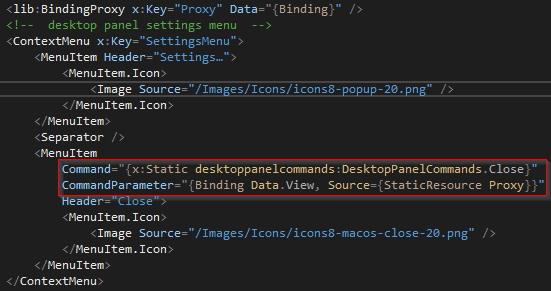 <lib:BindingProxy x:Key="Proxy" Data="{Binding}" />
<!--  desktop panel settings menu  -->
<ContextMenu x:Key="SettingsMenu">
<MenuItem Header="Settings…">
<MenuItem.Icon>
<Image Source="/Images/Icons/icons8-popup-20.png" />
</MenuItem.Icon>
</MenuItem>
<Separator />
<MenuItem
Command="{x:Static desktoppanelcommands:DesktopPanelCommands.Close}"
CommandParameter="{Binding Data.View, Source={StaticResource Proxy}}"
Header="Close">
<MenuItem.Icon>
<Image Source="/Images/Icons/icons8-macos-close-20.png" />
</MenuItem.Icon>
</MenuItem>
</ContextMenu>